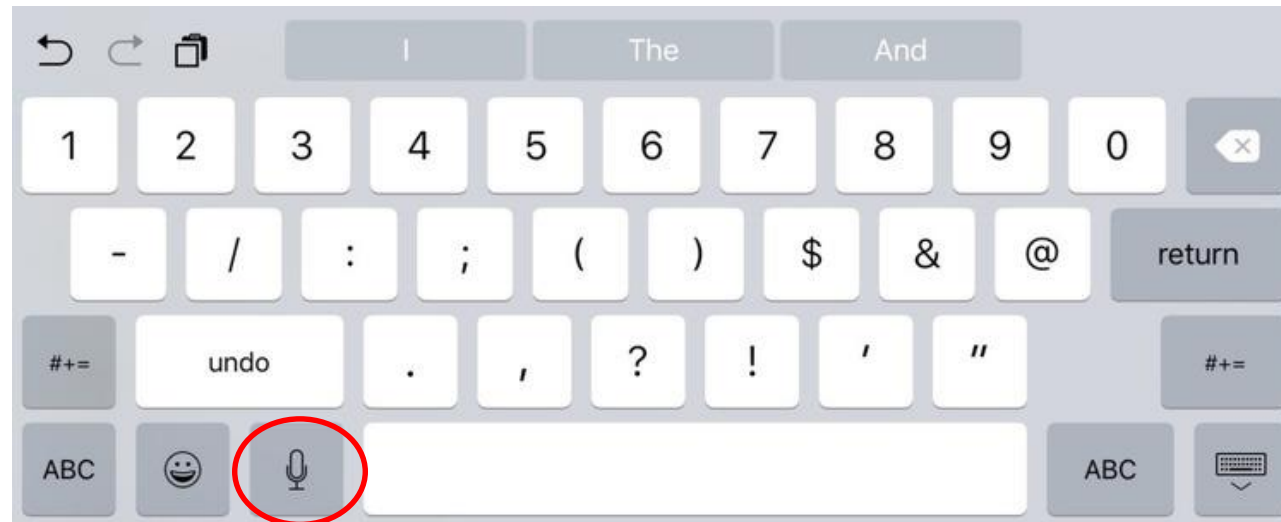 I The And
1 2 3 4 5 6 7 8 9 0
- / : ; ( ) $ & @ return
#+= undo . , ? ! ' " #+=
ABC ABC